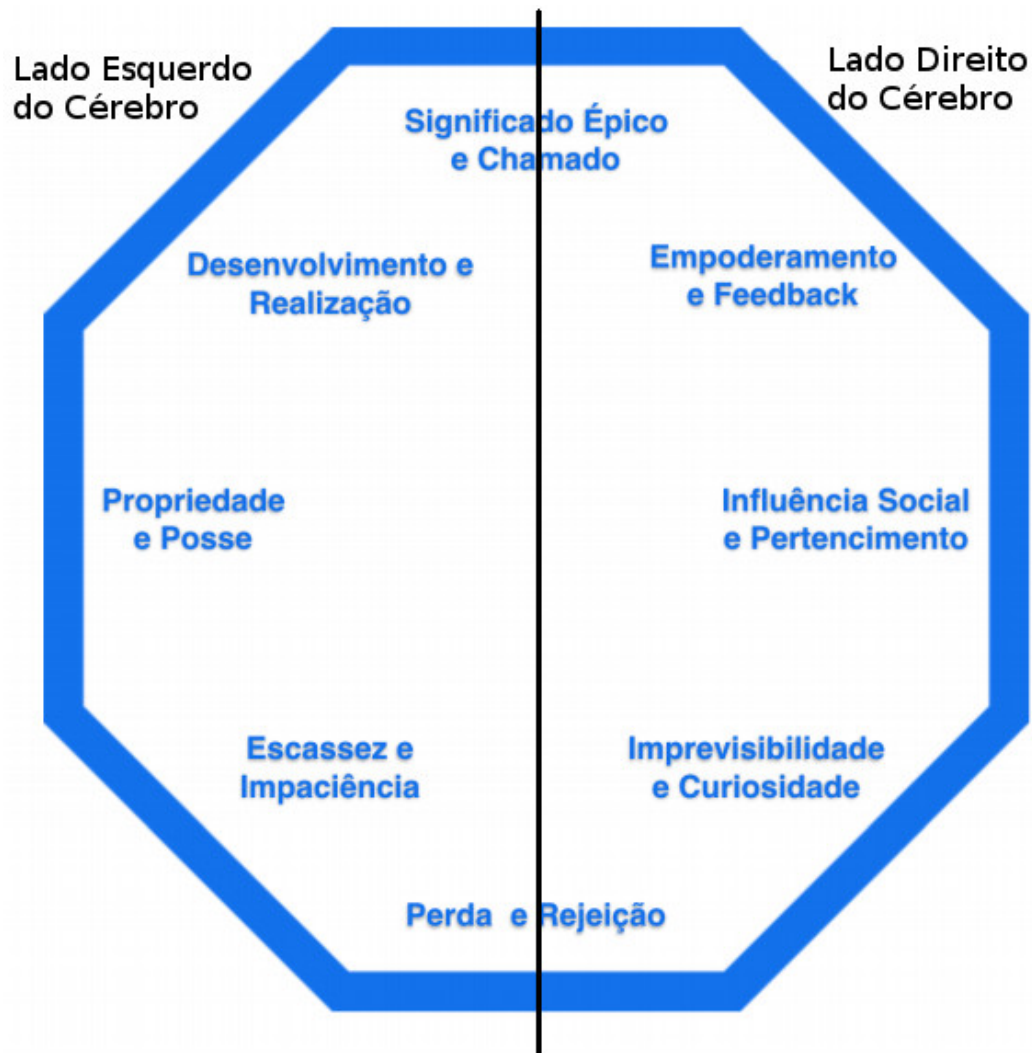 Lado Esquerdo
do Cérebro
Lado Direito
do Cérebro
Significado Épico
e Chamado
Desenvolvimento e
Realização
Empoderamento
e Feedback
Propriedade
e Posse
Influência Social
e Pertencimento
Escassez e
Impaciência
Imprevisibilidade
e Curiosidade
Perda e Rejeição